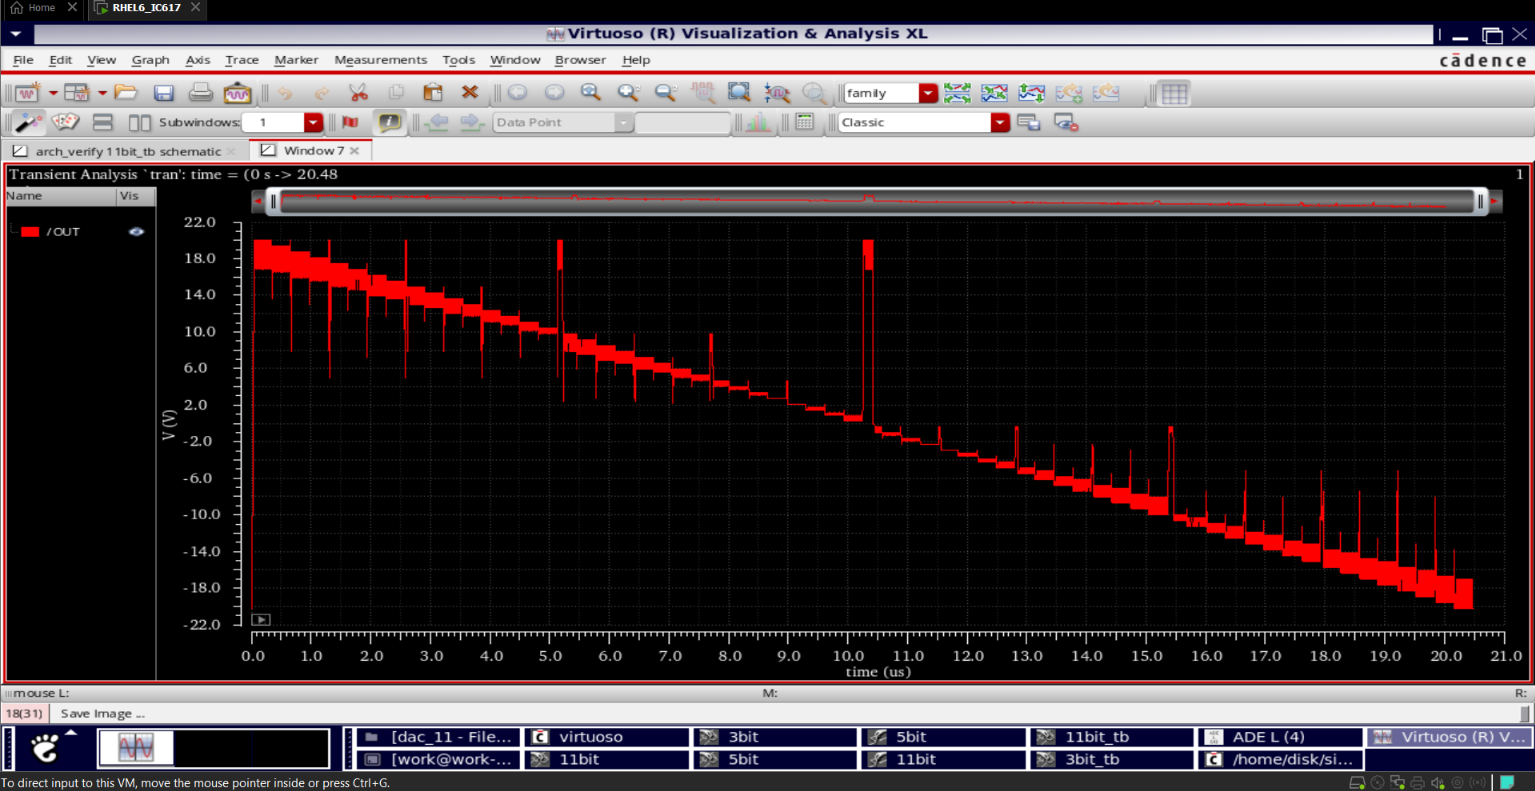 Home
RHEL6_IC617
Virtuoso (R) Visualization & Analysis XL
File Edit View Graph Axis Trace Marker Measurements Tools Window Browser Help
cādence
family
Subwindows: 1
Data Point
Classic
arch_verify 11bit_tb schematic
Window 7
Transient Analysis `tran': time = (0 s -> 20.48
1
Name Vis
/OUT
22.0
18.0
14.0
10.0
6.0
2.0
-2.0
-6.0
-10.0
-14.0
-18.0
-22.0
V (V)
0.0 1.0 2.0 3.0 4.0 5.0 6.0 7.0 8.0 9.0 10.0 11.0 12.0 13.0 14.0 15.0 16.0 17.0 18.0 19.0 20.0 21.0
time (us)
mouse L: M: R:
18(31) Save Image ...
[dac_11 - File... virtuoso 3bit 5bit 11bit_tb ADE L (4) Virtuoso (R) V...
[work@work-... 11bit 5bit 11bit 3bit_tb /home/disk/si...
To direct input to this VM, move the mouse pointer inside or press Ctrl+G.